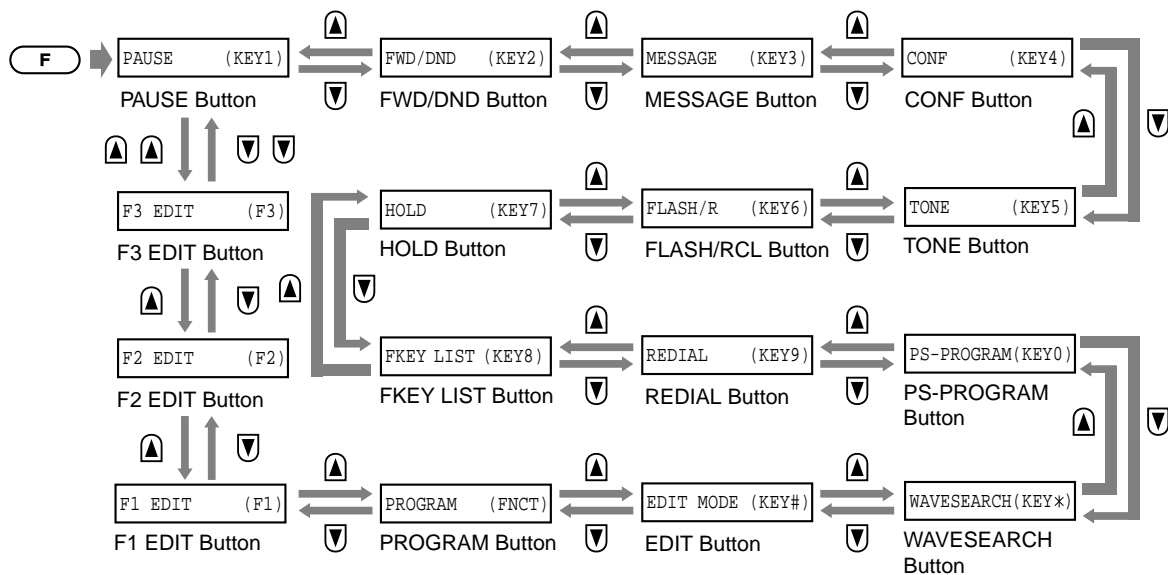 F
PAUSE (KEY1)
FWD/DND (KEY2)
MESSAGE (KEY3)
CONF (KEY4)
PAUSE Button
FWD/DND Button
MESSAGE Button
CONF Button
F3 EDIT (F3)
HOLD (KEY7)
FLASH/R (KEY6)
TONE (KEY5)
F3 EDIT Button
HOLD Button
FLASH/RCL Button
TONE Button
F2 EDIT (F2)
FKEY LIST (KEY8)
REDIAL (KEY9)
PS-PROGRAM(KEY0)
F2 EDIT Button
FKEY LIST Button
REDIAL Button
PS-PROGRAM
Button
F1 EDIT (F1)
PROGRAM (FNCT)
EDIT MODE (KEY#)
WAVESEARCH(KEY*)
F1 EDIT Button
PROGRAM Button
EDIT Button
WAVESEARCH
Button